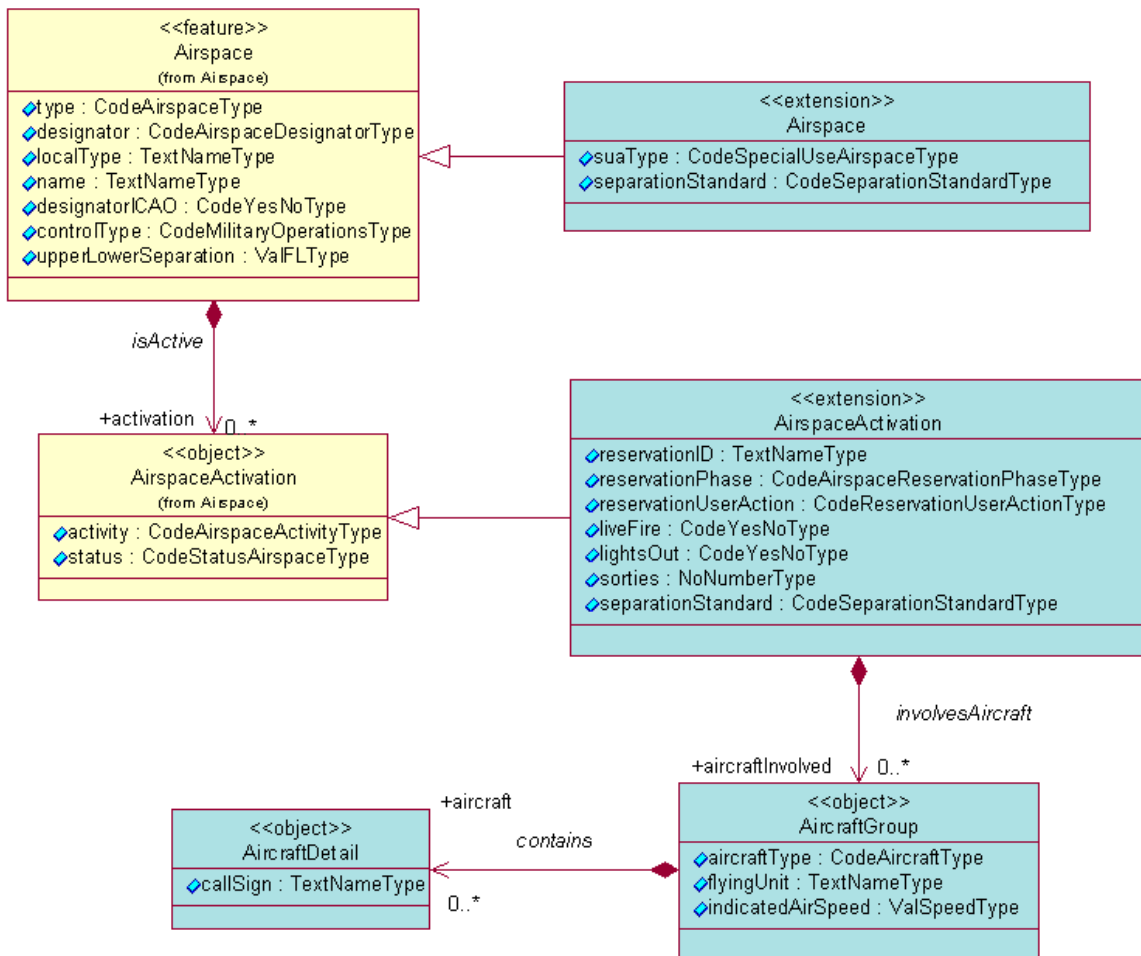 <<feature>>
Airspace
(from Airspace)
type : CodeAirspaceType
designator : CodeAirspaceDesignatorType
localType : TextNameType
name : TextNameType
designatorICAO : CodeYesNoType
controlType : CodeMilitaryOperationsType
upperLowerSeparation : ValFLType
<<extension>>
Airspace
suaType : CodeSpecialUseAirspaceType
separationStandard : CodeSeparationStandardType
isActive
+activation
0..*
<<object>>
AirspaceActivation
(from Airspace)
activity : CodeAirspaceActivityType
status : CodeStatusAirspaceType
<<extension>>
AirspaceActivation
reservationID : TextNameType
reservationPhase : CodeAirspaceReservationPhaseType
reservationUserAction : CodeReservationUserActionType
liveFire : CodeYesNoType
lightsOut : CodeYesNoType
sorties : NoNumberType
separationStandard : CodeSeparationStandardType
involvesAircraft
+aircraftInvolved
0..*
<<object>>
AircraftGroup
aircraftType : CodeAircraftType
flyingUnit : TextNameType
indicatedAirSpeed : ValSpeedType
+aircraft
contains
0..*
<<object>>
AircraftDetail
callSign : TextNameType